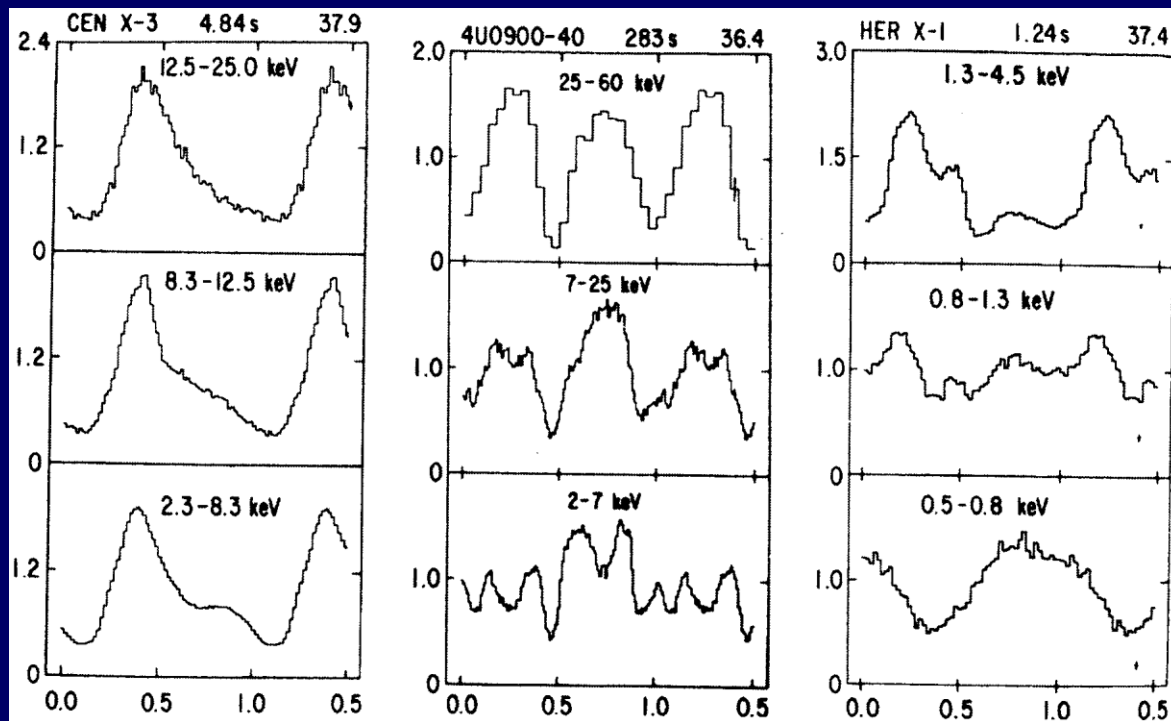 CEN X-3 4.84s 37.9
2.4
12.5-25.0 keV
1.2
0
8.3-12.5 keV
1.2
0
2.3-8.3 keV
1.2
0
0.0 0.5 1.0 0.5
4U0900-40 283s 36.4
2.0
25-60 keV
1.0
0
7-25 keV
1.0
0
2-7 keV
1.0
0
0.0 0.5 1.0 0.5
HER X-1 1.24s 37.4
3.0
1.3-4.5 keV
1.5
0
0.8-1.3 keV
1.0
0
0.5-0.8 keV
1.0
0
0.0 0.5 1.0 0.5